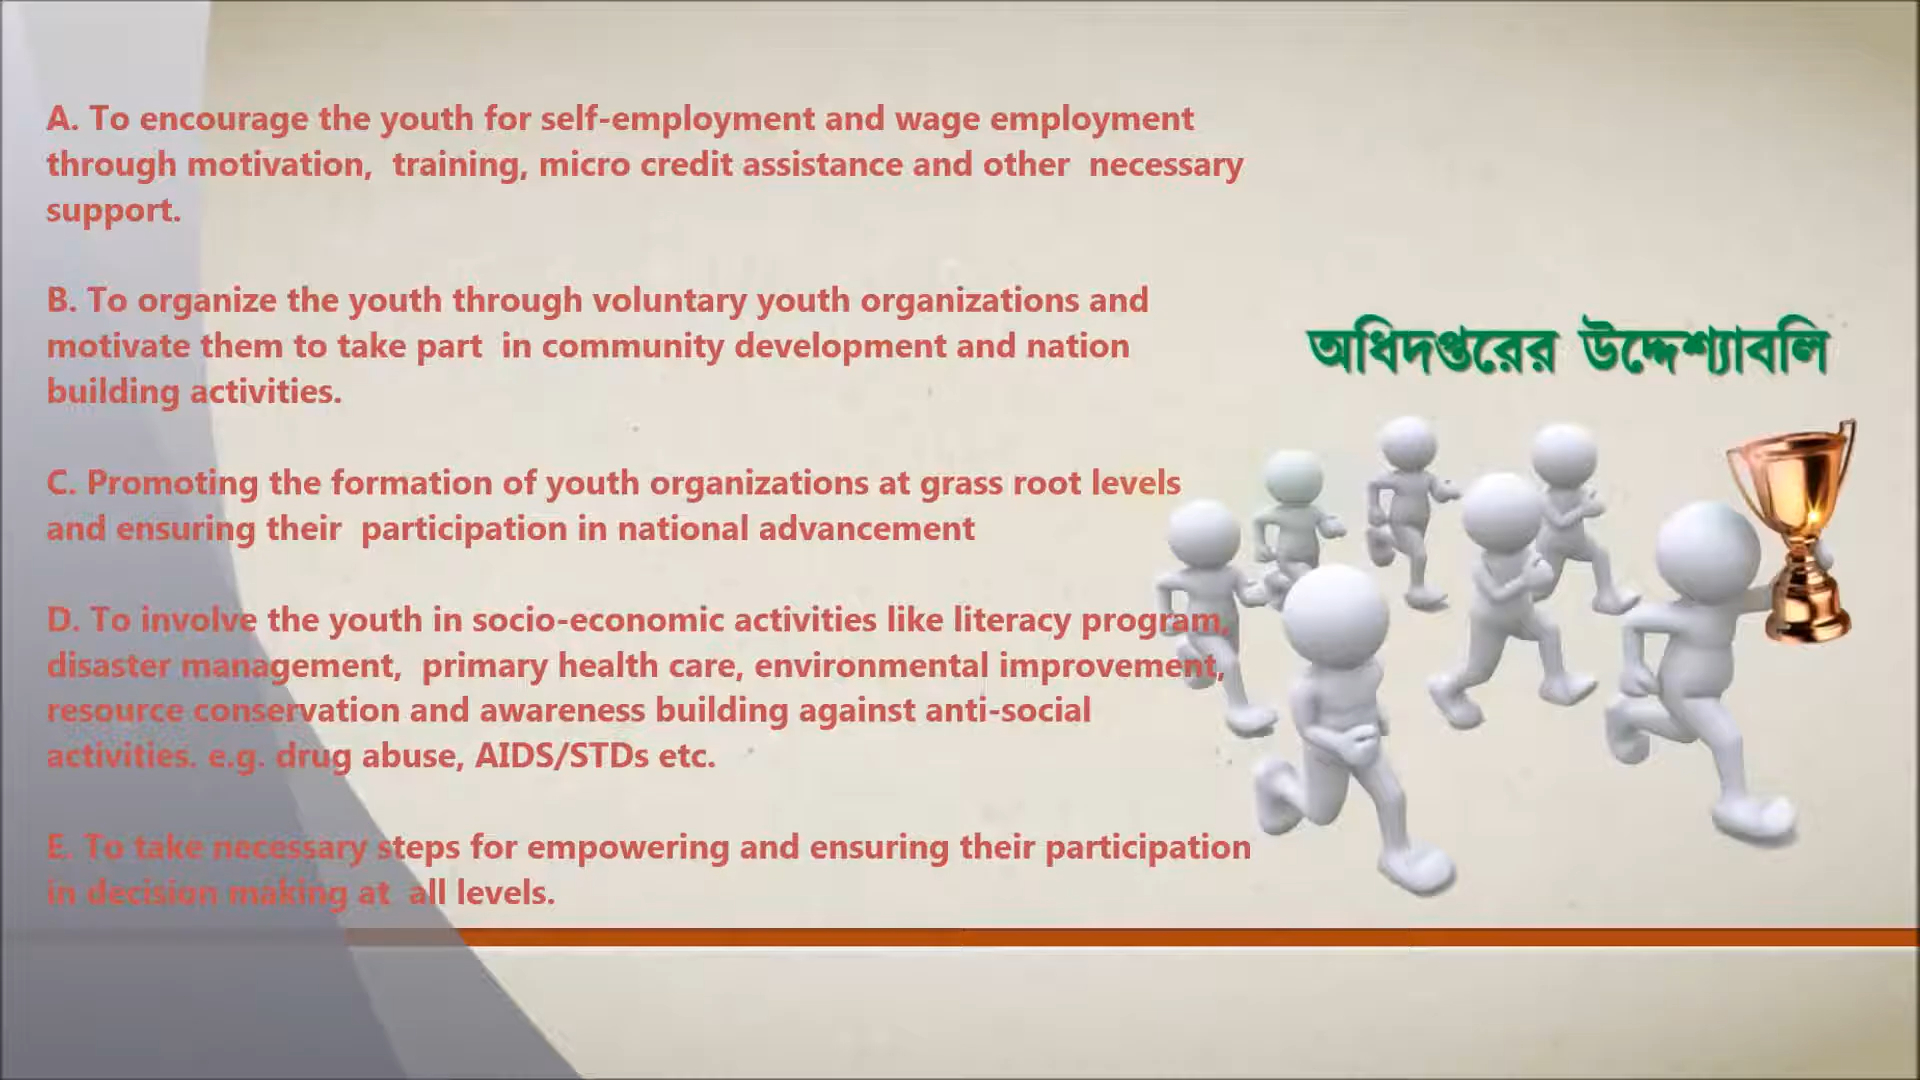 A. To encourage the youth for self-employment and wage employment
through motivation, training, micro credit assistance and other necessary
support.
B. To organize the youth through voluntary youth organizations and
motivate them to take part in community development and nation
building activities.
C. Promoting the formation of youth organizations at grass root levels
and ensuring their participation in national advancement
D. To involve the youth in socio-economic activities like literacy program,
disaster management, primary health care, environmental improvement,
resource conservation and awareness building against anti-social
activities. e.g. drug abuse, AIDS/STDs etc.
E. To take necessary steps for empowering and ensuring their participation
in decision making at all levels.
অধিদপ্তরের উদ্দেশ্যাবলি